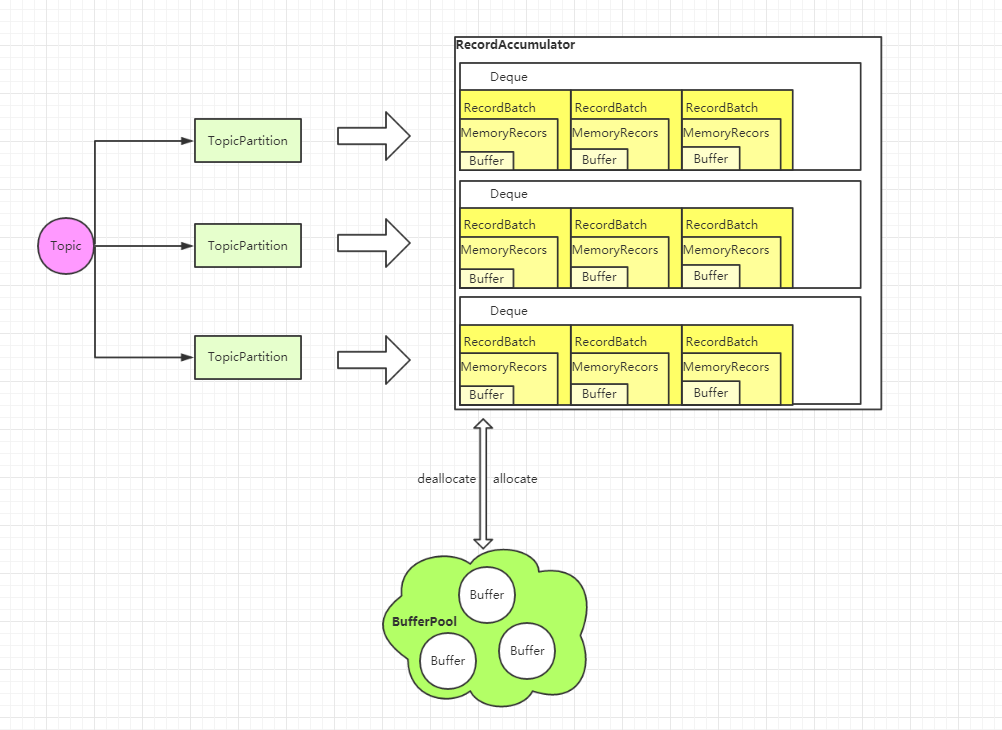 RecordAccumulator
Deque
RecordBatch RecordBatch RecordBatch
MemoryRecors MemoryRecors MemoryRecors
Buffer Buffer Buffer
TopicPartition
Deque
RecordBatch RecordBatch RecordBatch
MemoryRecors MemoryRecors MemoryRecors
Buffer Buffer Buffer
Topic
TopicPartition
Deque
RecordBatch RecordBatch RecordBatch
MemoryRecors MemoryRecors MemoryRecors
Buffer Buffer Buffer
TopicPartition
deallocate allocate
Buffer
BufferPool
Buffer
Buffer